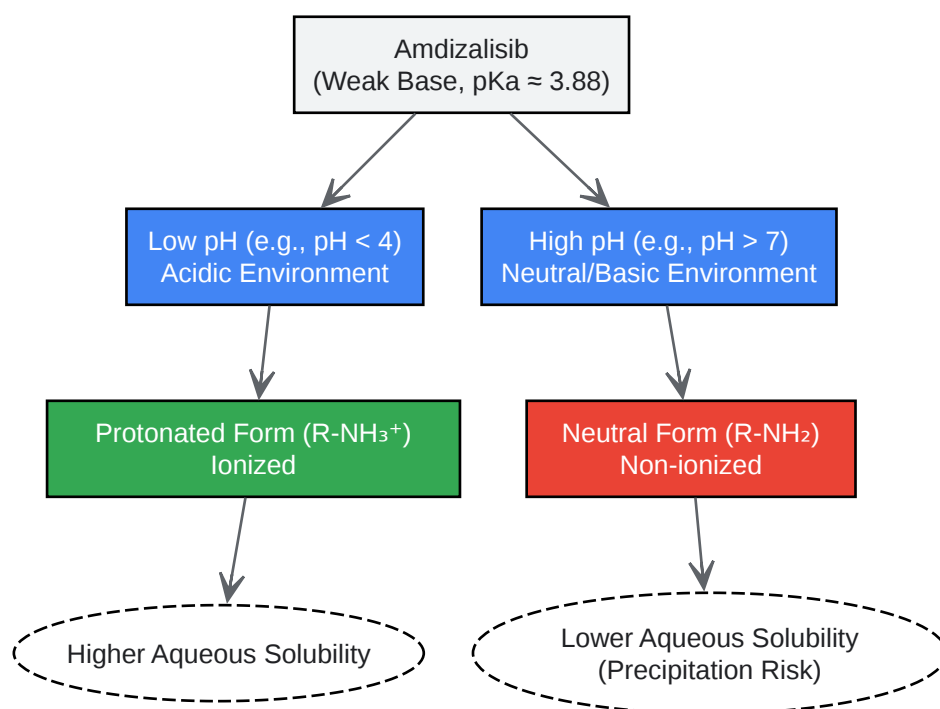 Amdizalisib
(Weak Base, pKa ≈ 3.88)
Low pH (e.g., pH < 4)
Acidic Environment
High pH (e.g., pH > 7)
Neutral/Basic Environment
Protonated Form (R-NH₃⁺)
Ionized
Neutral Form (R-NH₂)
Non-ionized
Higher Aqueous Solubility
Lower Aqueous Solubility
(Precipitation Risk)